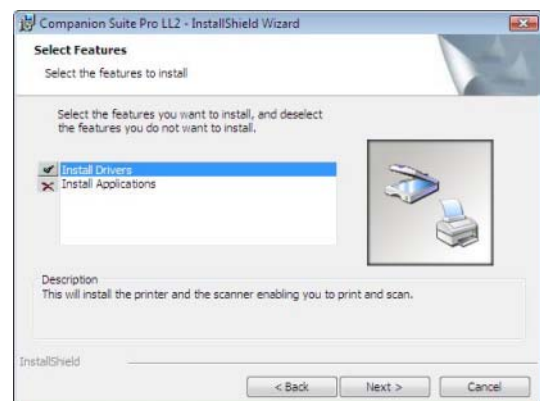 Companion Suite Pro LL2 - InstallShield Wizard
Select Features
Select the features to install
Select the features you want to install, and deselect
the features you do not want to install.
Install Drivers
Install Applications
Description
This will install the printer and the scanner enabling you to print and scan.
InstallShield
< Back
Next >
Cancel